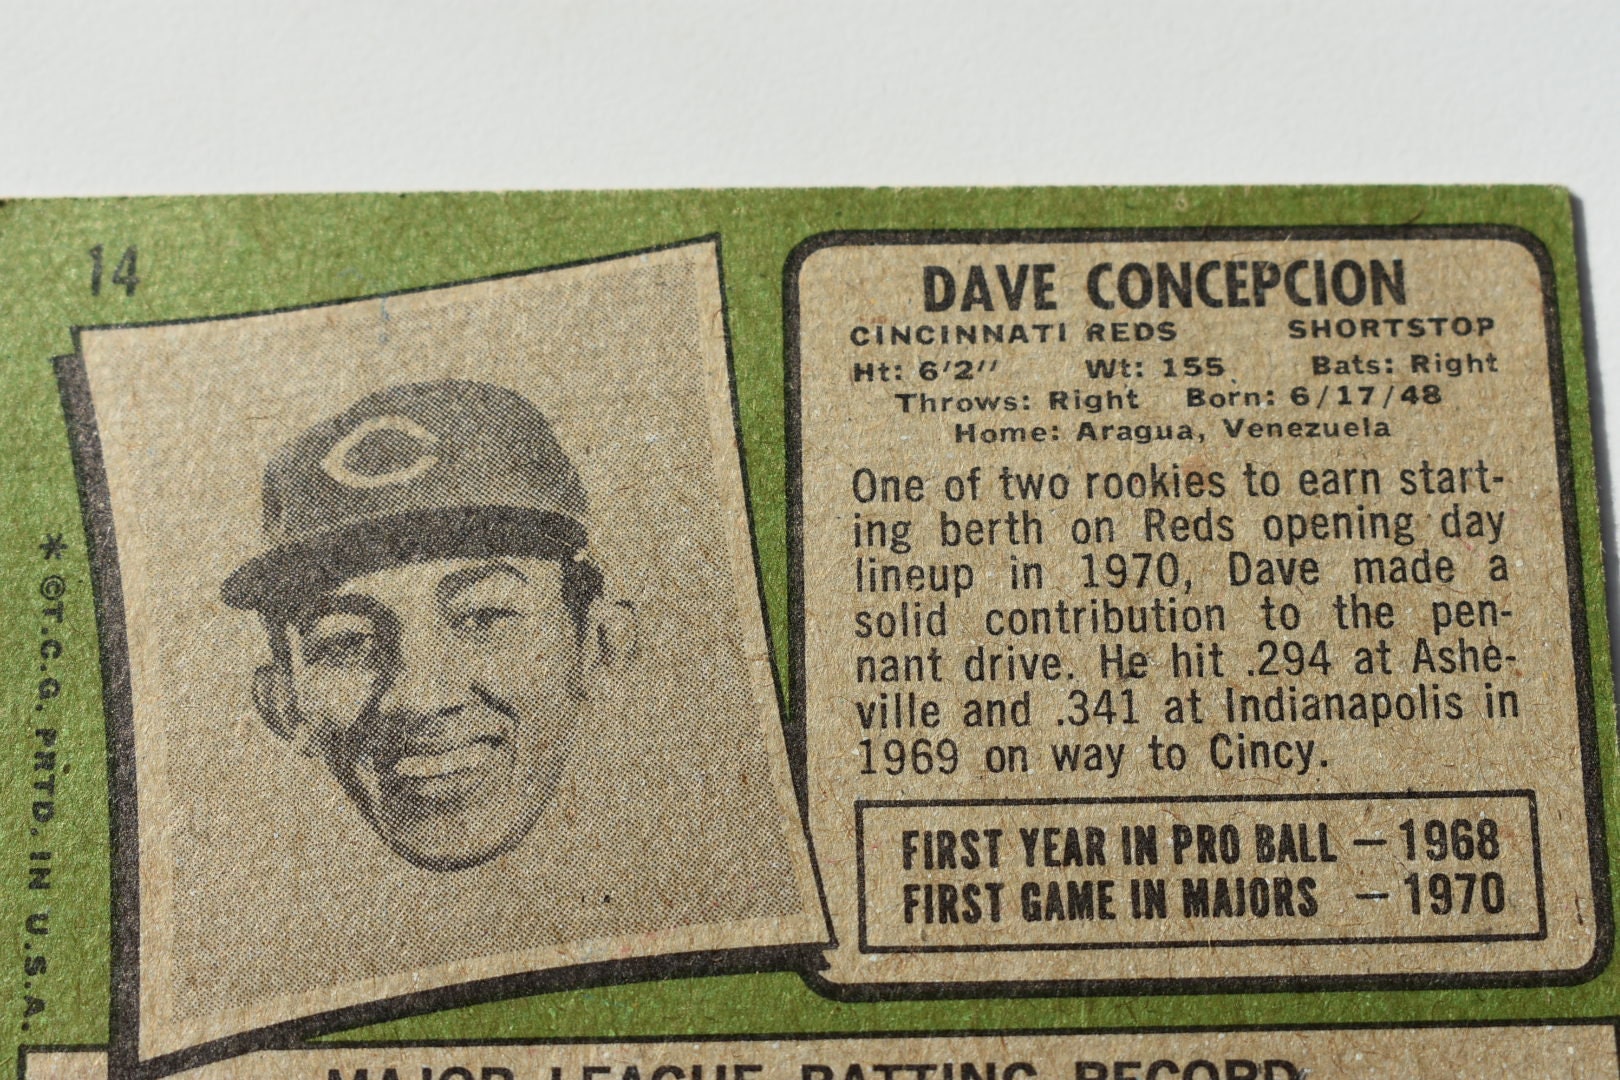 14
DAVE CONCEPCION
CINCINNATI REDS SHORTSTOP
Ht: 6'2" Wt: 155 Bats: Right
Throws: Right Born: 6/17/48
Home: Aragua, Venezuela
One of two rookies to earn start-
ing berth on Reds opening day
lineup in 1970, Dave made a
solid contribution to the pen-
nant drive. He hit .294 at Ashe-
ville and .341 at Indianapolis in
1969 on way to Cincy.
FIRST YEAR IN PRO BALL — 1968
FIRST GAME IN MAJORS — 1970
* ©T.C.G. PRTD. IN U.S.A.
MAJOR LEAGUE BATTING RECORD